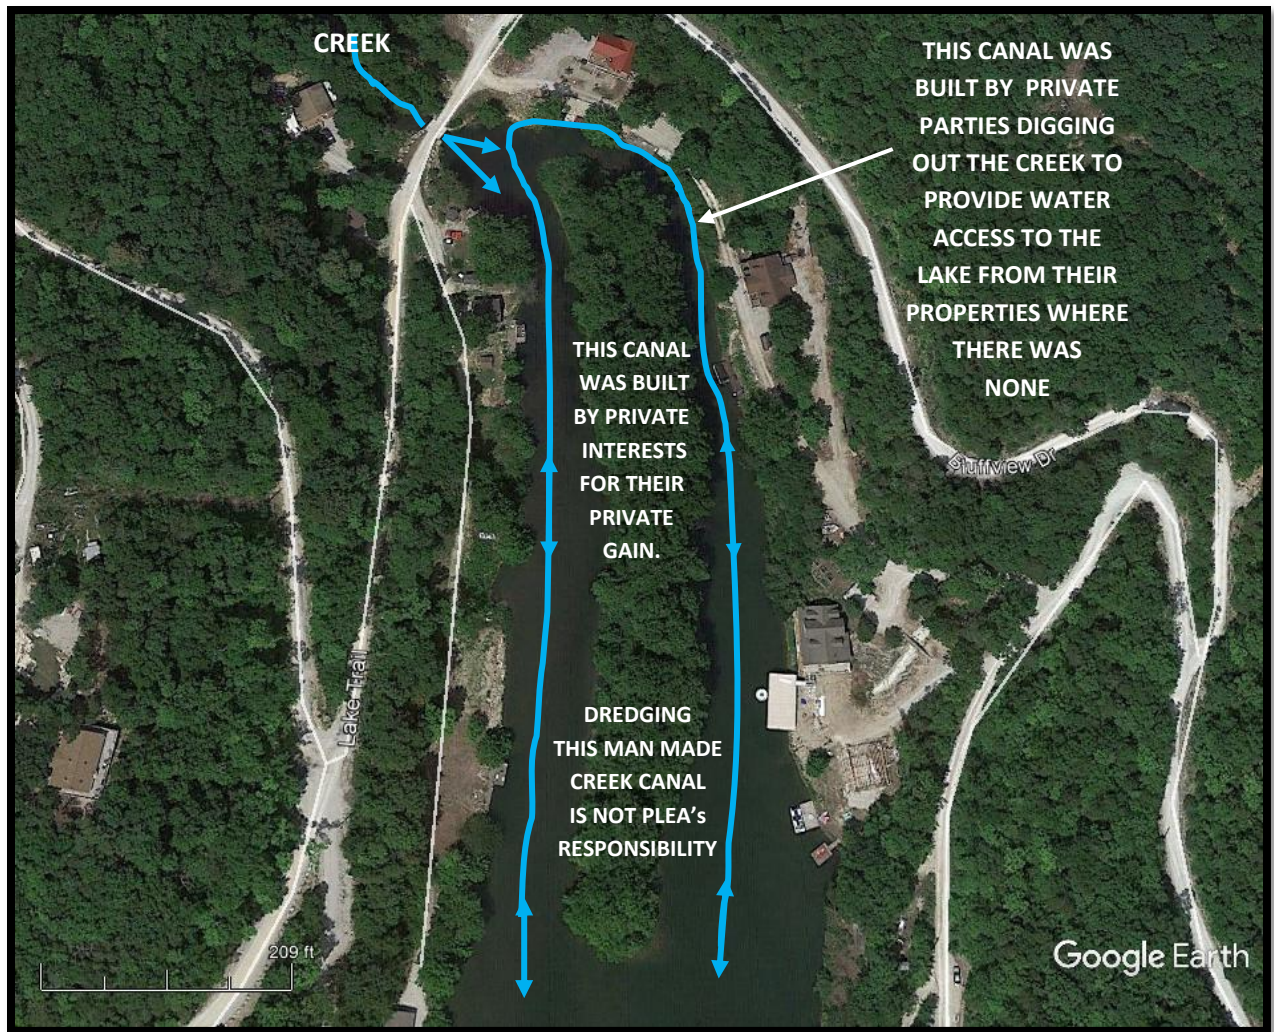 CREEK
THIS CANAL WAS
BUILT BY PRIVATE
PARTIES DIGGING
OUT THE CREEK TO
PROVIDE WATER
ACCESS TO THE
LAKE FROM THEIR
PROPERTIES WHERE
THERE WAS
NONE
THIS CANAL
WAS BUILT
BY PRIVATE
INTERESTS
FOR THEIR
PRIVATE
GAIN.
Bluffview Dr
Lake Trail
DREDGING
THIS MAN MADE
CREEK CANAL
IS NOT PLEA's
RESPONSIBILITY
209 ft
Google Earth